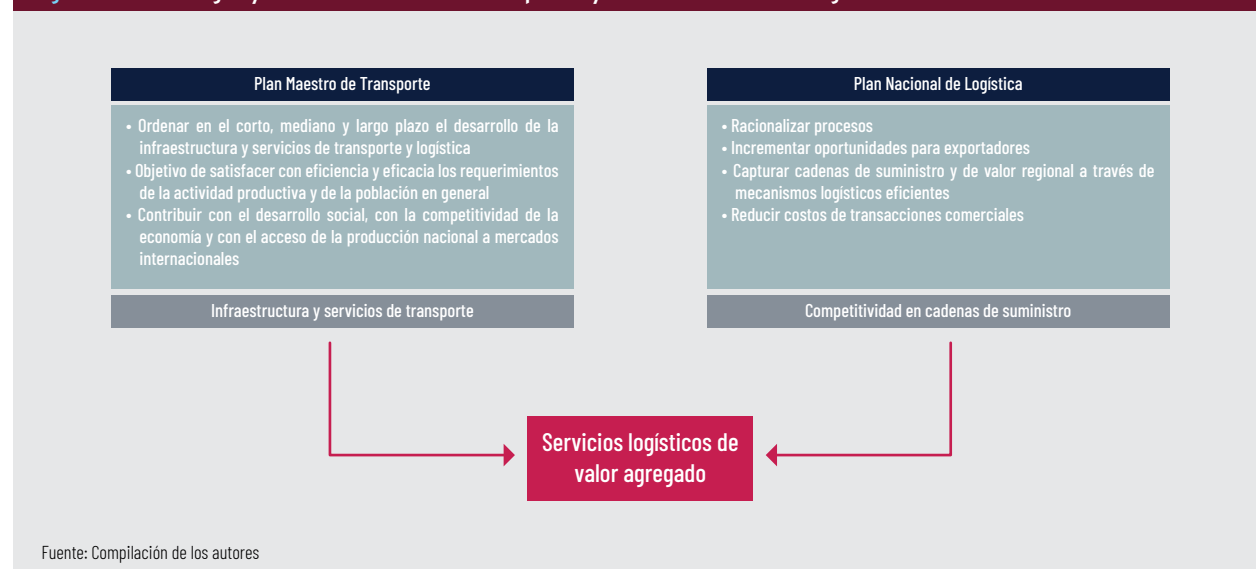 Plan Maestro de Transporte
• Ordenar en el corto, mediano y largo plazo el desarrollo de la
infraestructura y servicios de transporte y logística
• Objetivo de satisfacer con eficiencia y eficacia los requerimientos
de la actividad productiva y de la población en general
• Contribuir con el desarrollo social, con la competitividad de la
economía y con el acceso de la producción nacional a mercados
internacionales
Infraestructura y servicios de transporte
Plan Nacional de Logística
• Racionalizar procesos
• Incrementar oportunidades para exportadores
• Capturar cadenas de suministro y de valor regional a través de
mecanismos logísticos eficientes
• Reducir costos de transacciones comerciales
Competitividad en cadenas de suministro
Servicios logísticos de
valor agregado
Fuente: Compilación de los autores